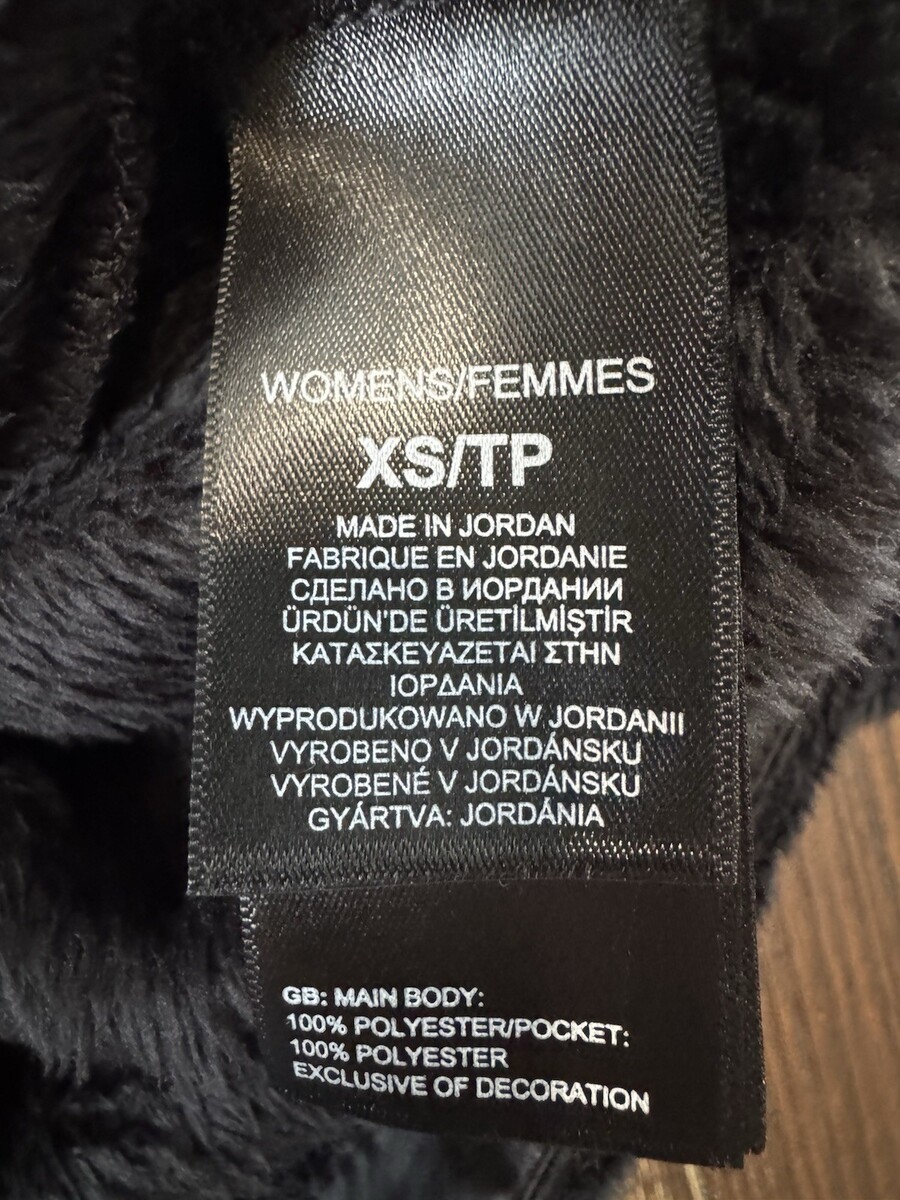 WOMENS/FEMMES
XS/TP
MADE IN JORDAN
FABRIQUE EN JORDANIE
СДЕЛАНО В ИОРДАНИИ
ÜRDÜN'DE ÜRETİLMİŞTİR
ΚΑΤΑΣΚΕΥΑΖΕΤΑΙ ΣΤΗΝ
ΙΟΡΔΑΝΙΑ
WYPRODUKOWANO W JORDANII
VYROBENO V JORDÁNSKU
VYROBENÉ V JORDÁNSKU
GYÁRTVA: JORDÁNIA
GB: MAIN BODY:
100% POLYESTER/POCKET:
100% POLYESTER
EXCLUSIVE OF DECORATION